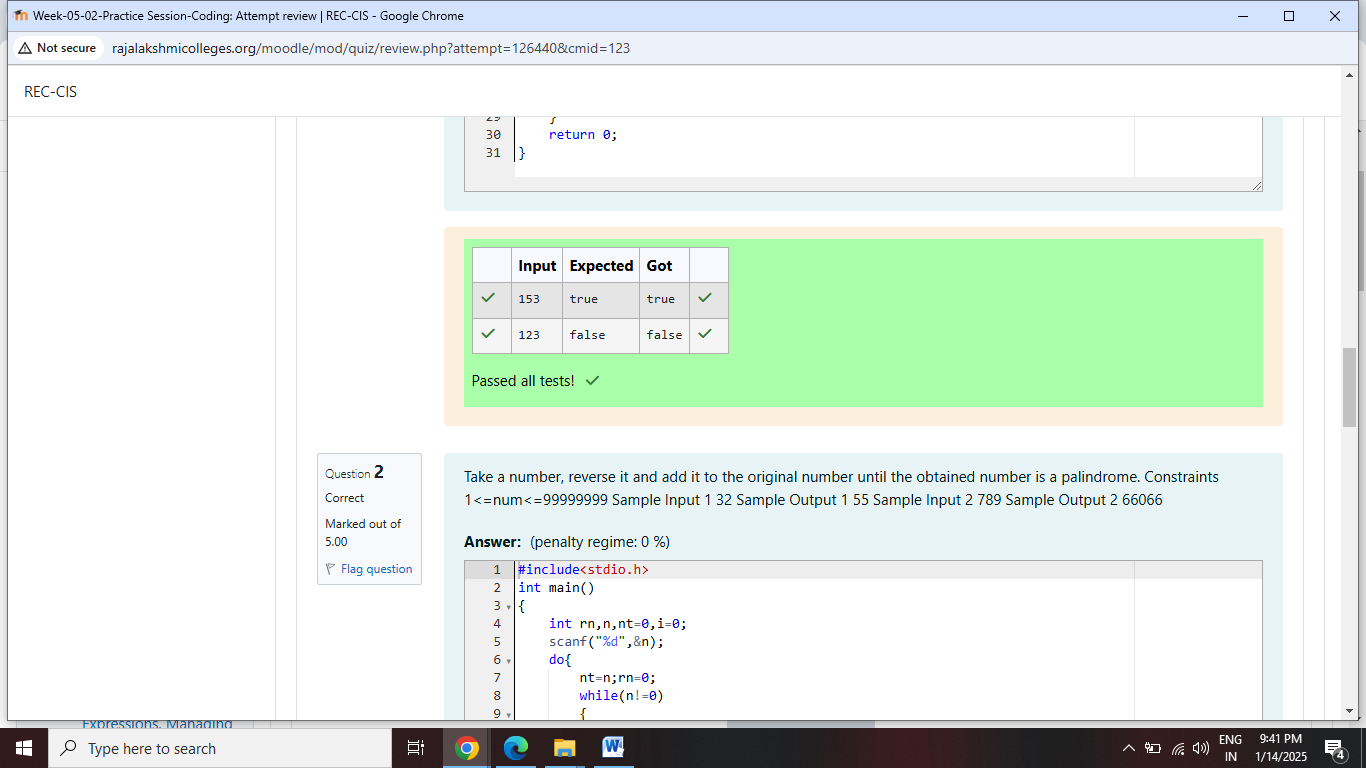 Week-05-02-Practice Session-Coding: Attempt review | REC-CIS - Google Chrome
Not secure rajalakshmicolleges.org/moodle/mod/quiz/review.php?attempt=126440&cmid=123
REC-CIS
29 }
30 return 0;
31 }
Input Expected Got
153 true true
123 false false
Passed all tests!
Question 2
Correct
Marked out of
5.00
Flag question
Take a number, reverse it and add it to the original number until the obtained number is a palindrome. Constraints
1<=num<=99999999 Sample Input 1 32 Sample Output 1 55 Sample Input 2 789 Sample Output 2 66066
Answer: (penalty regime: 0 %)
1 #include<stdio.h>
2 int main()
3 {
4 int rn,n,nt=0,i=0;
5 scanf("%d",&n);
6 do{
7 nt=n;rn=0;
8 while(n!=0)
9 {
Expressions, Managing
Type here to search
ENG
IN
9:41 PM
1/14/2025
4